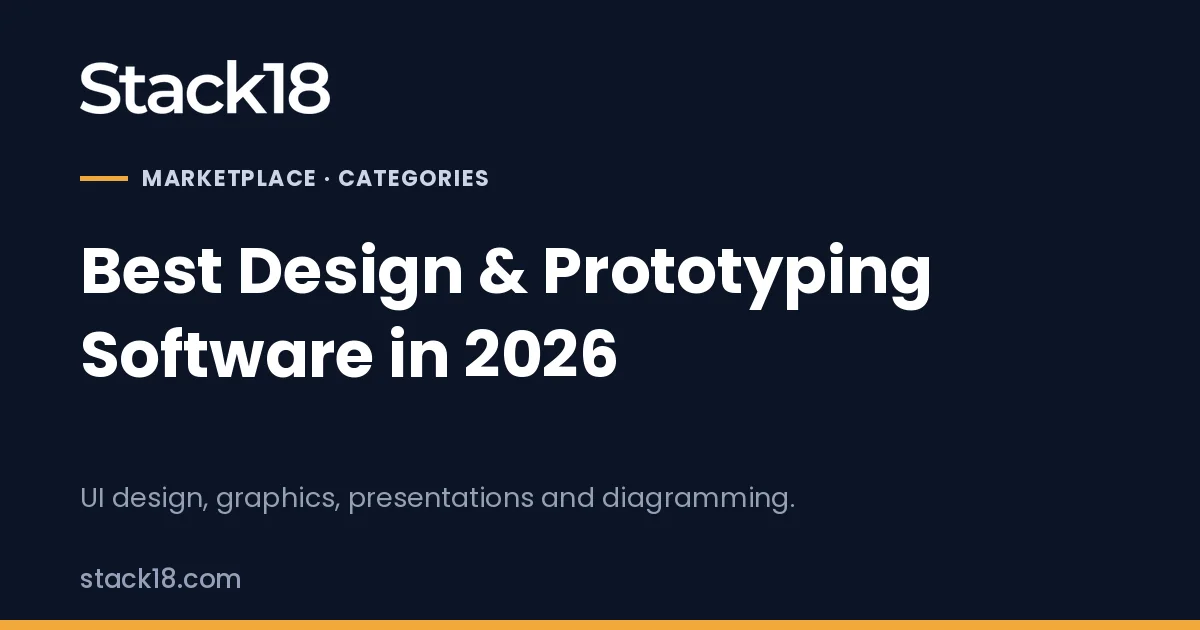 Stack18
MARKETPLACE · CATEGORIES
Best Design & Prototyping
Software in 2026
UI design, graphics, presentations and diagramming.
stack18.com